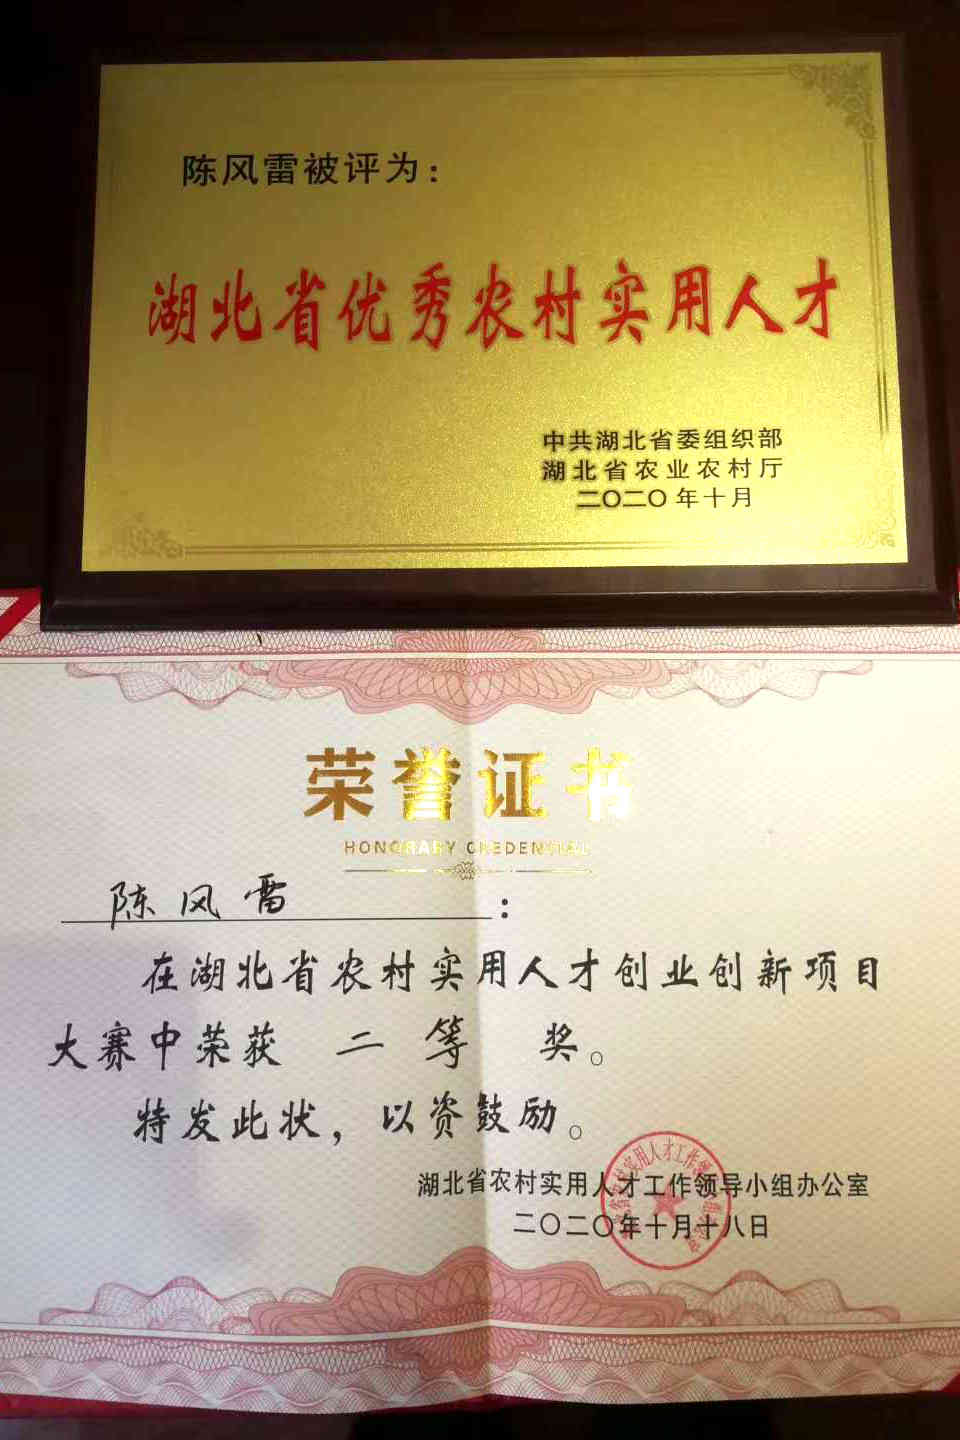 陈风雷被评为：
湖北省优秀农村实用人才
中共湖北省委组织部
湖北省农业农村厅
二〇二〇年十月
荣誉证书
HONORARY CREDENTIAL
陈风雷：
在湖北省农村实用人才创业创新项目
大赛中荣获 二等 奖。
特发此状，以资鼓励。
湖北省农村实用人才工作领导小组办公室
二〇二〇年十月十八日